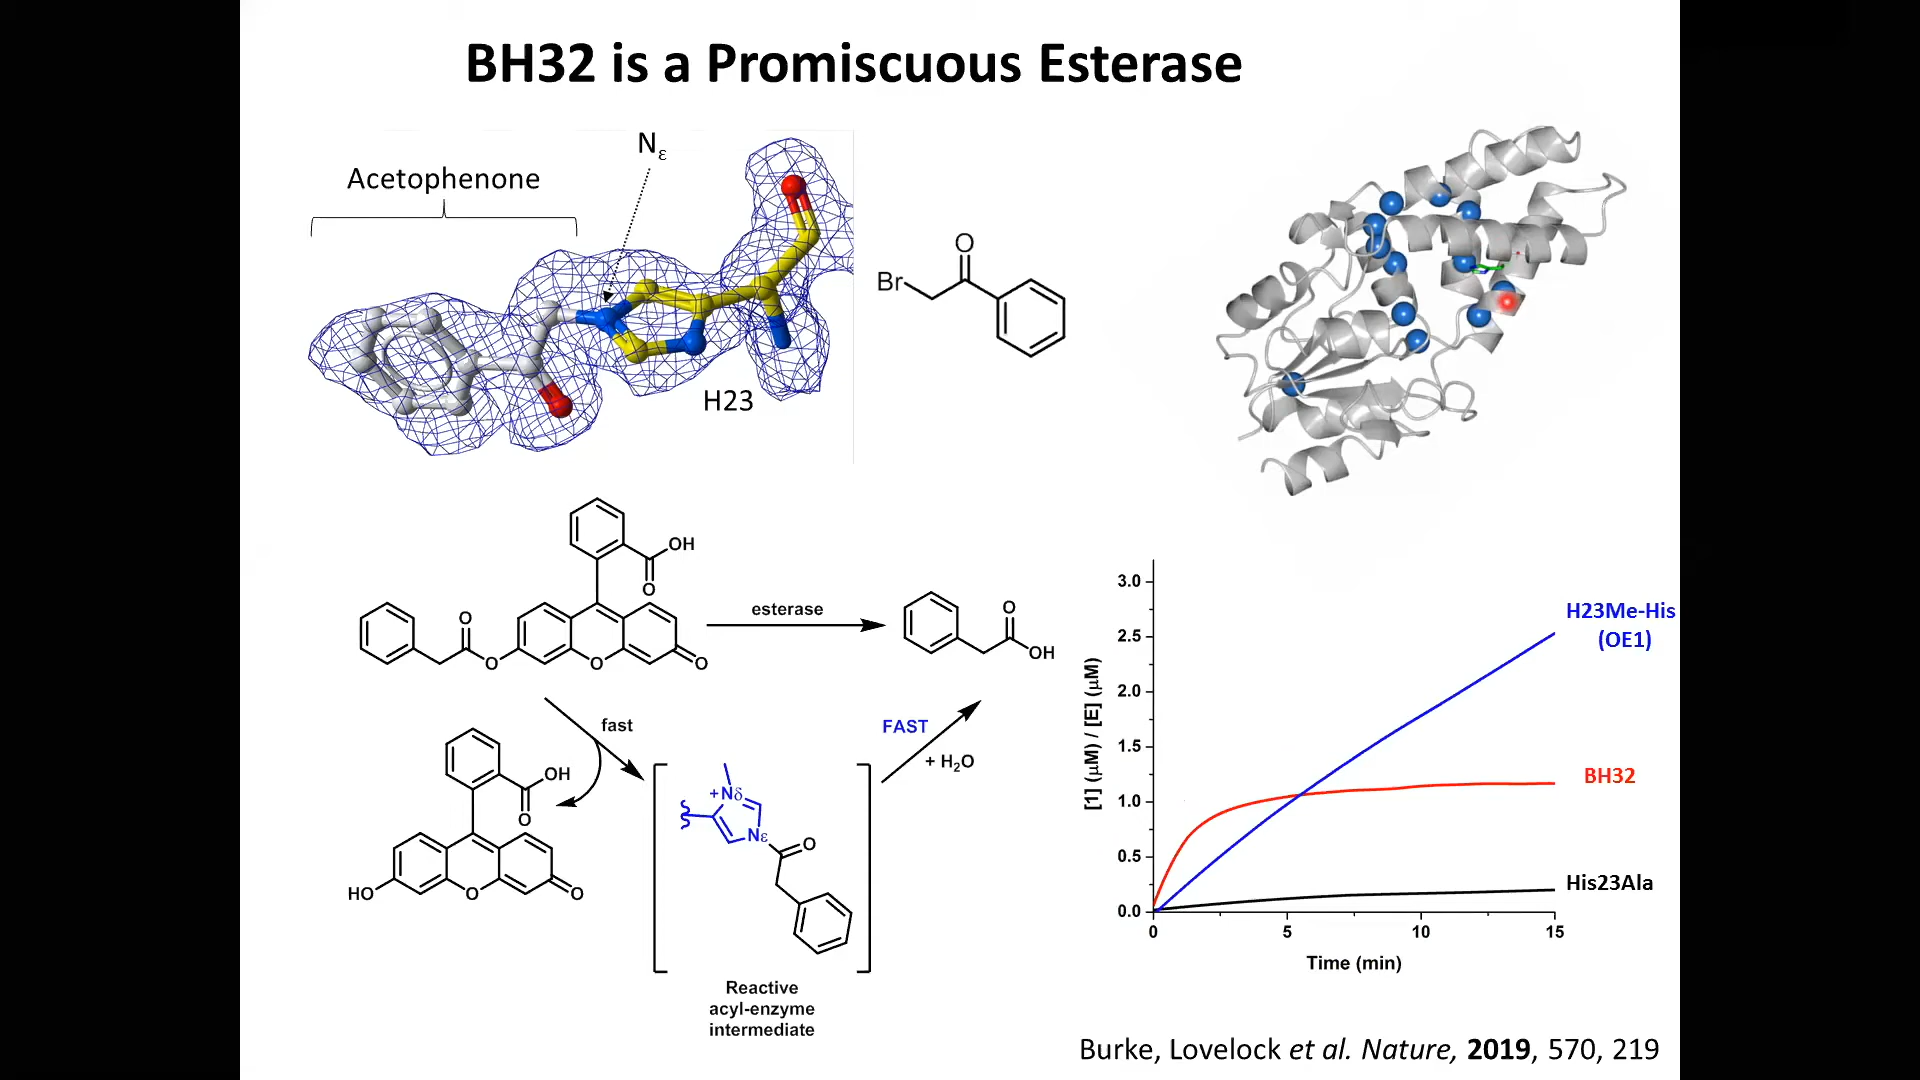 BH32 is a Promiscuous Esterase
Nε
Acetophenone
H23
O
Br
OH
O
O
O
O
O
esterase
O
OH
fast
OH
O
HO
O
O
+Nδ
Nε
O
Reactive
acyl-enzyme
intermediate
FAST
+ H₂O
[1] (μM) / [E] (μM)
3.0
2.5
2.0
1.5
1.0
0.5
0.0
0
5
10
15
Time (min)
H23Me-His
(OE1)
BH32
His23Ala
Burke, Lovelock et al. Nature, 2019, 570, 219